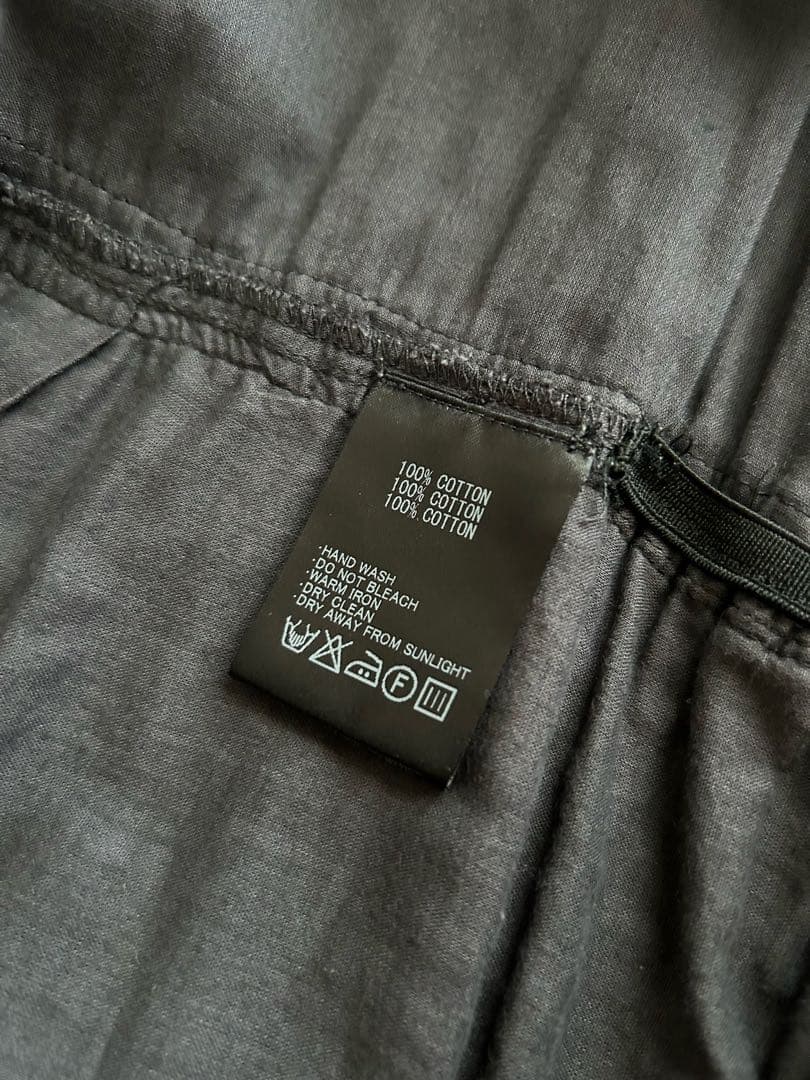 100% COTTON
100% COTTON
100% COTTON
·HAND WASH
·DO NOT BLEACH
·WARM IRON
·DRY CLEAN
·DRY AWAY FROM SUNLIGHT
F